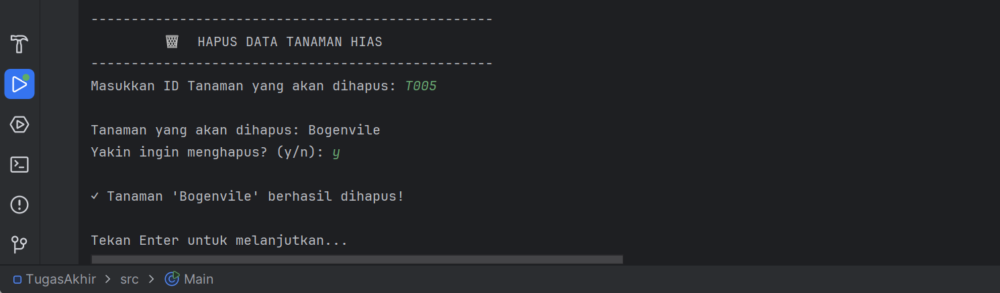 --------------------------------------------------
🗑 HAPUS DATA TANAMAN HIAS
--------------------------------------------------
Masukkan ID Tanaman yang akan dihapus: T005
Tanaman yang akan dihapus: Bogenvile
Yakin ingin menghapus? (y/n): y
✓ Tanaman 'Bogenvile' berhasil dihapus!
Tekan Enter untuk melanjutkan...
TugasAkhir > src > Main